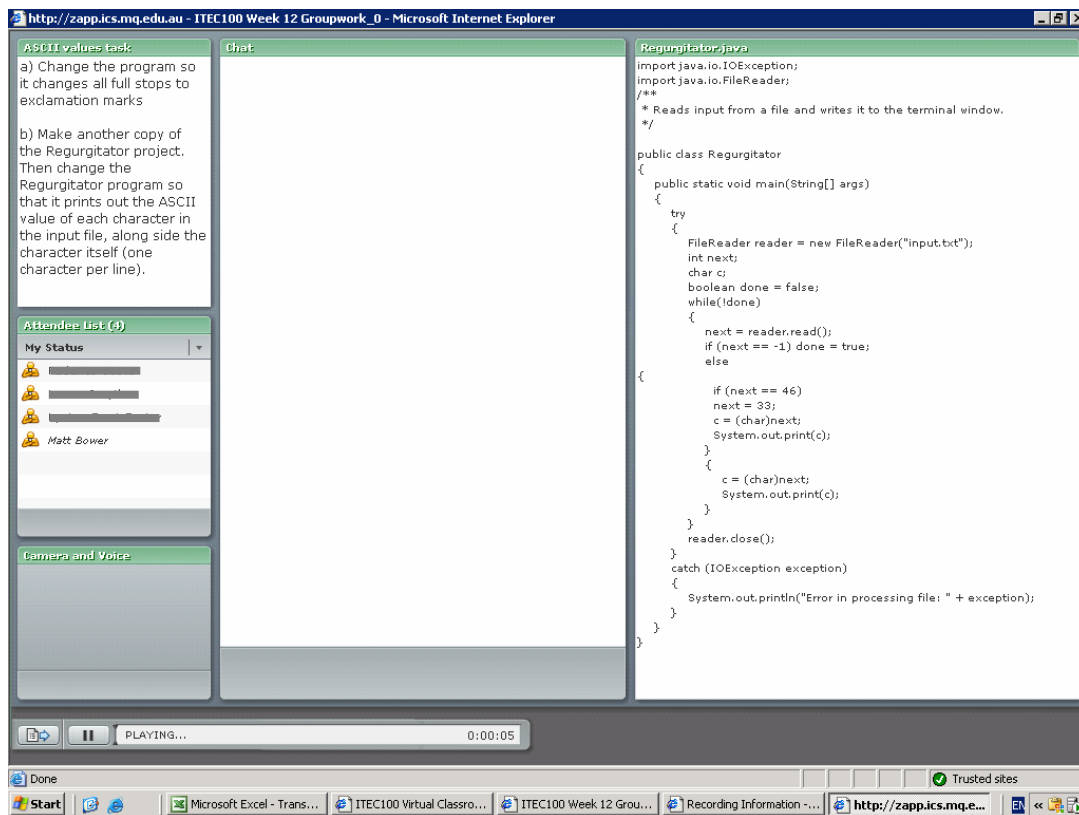 http://zapp.ics.mq.edu.au - ITEC100 Week 12 Groupwork_0 - Microsoft Internet Explorer
ASCII values task
a) Change the program so
it changes all full stops to
exclamation marks
b) Make another copy of
the Regurgitator project.
Then change the
Regurgitator program so
that it prints out the ASCII
value of each character in
the input file, along side the
character itself (one
character per line).
Attendee List (4)
My Status
Matt Bower
Camera and Voice
Chat
Regurgitator.java
import java.io.IOException;
import java.io.FileReader;
/**
* Reads input from a file and writes it to the terminal window.
*/
public class Regurgitator
{
public static void main(String[] args)
{
try
{
FileReader reader = new FileReader("input.txt");
int next;
char c;
boolean done = false;
while(!done)
{
next = reader.read();
if (next == -1) done = true;
else
{
if (next == 46)
next = 33;
c = (char)next;
System.out.print(c);
}
{
c = (char)next;
System.out.print(c);
}
}
reader.close();
}
catch (IOException exception)
{
System.out.println("Error in processing file: " + exception);
}
}
}
PLAYING...
0:00:05
Done
Trusted sites
Start
Microsoft Excel - Trans...
ITEC100 Virtual Classro...
ITEC100 Week 12 Grou...
Recording Information -...
http://zapp.ics.mq.e...
EN
«